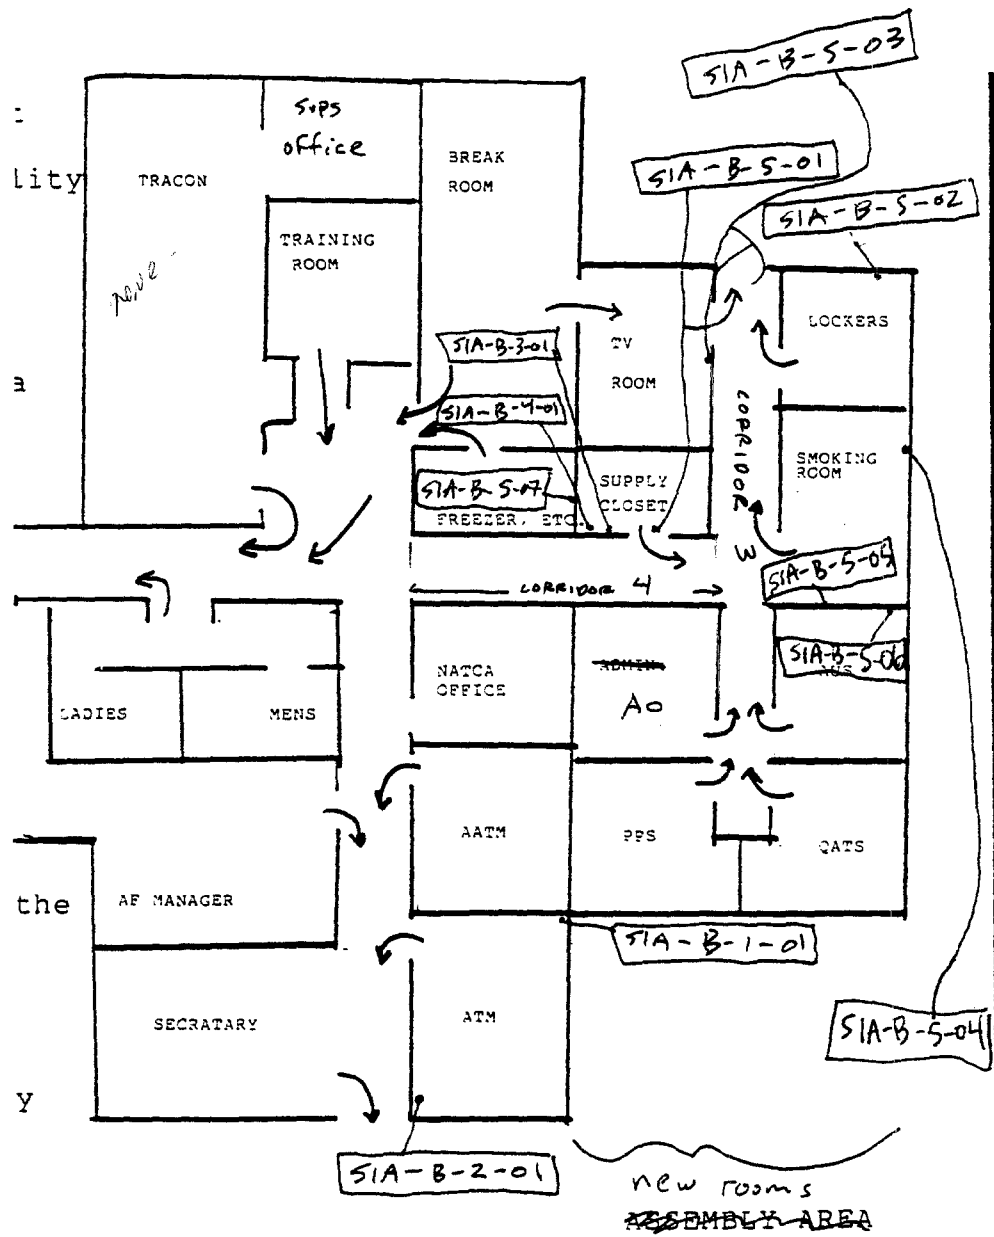 SIA-B-5-03
sups
office
lity
TRACON
BREAK
ROOM
SIA-B-5-01
SIA-B-5-02
TRAINING
ROOM
LOCKERS
SIA-B-3-01
TV
ROOM
a
SIA-B-4-01
CORRIDOR 3
SMOKING
ROOM
SIA-B-5-07
SUPPLY
CLOSET
FREEZER, ETC.
SIA-B-5-05
CORRIDOR 4
SIA-B-5-06
NATCA
OFFICE
ADMIN
AO
LADIES
MENS
AATM
PPS
QATS
the
AF MANAGER
SIA-B-1-01
SECRATARY
ATM
SIA-B-5-04
y
SIA-B-2-01
new rooms
ASSEMBLY AREA